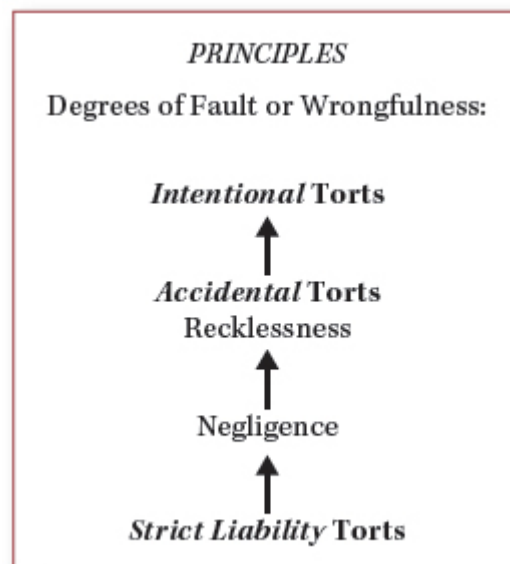 PRINCIPLES
Degrees of Fault or Wrongfulness:
Intentional Torts
Accidental Torts
Recklessness
Negligence
Strict Liability Torts